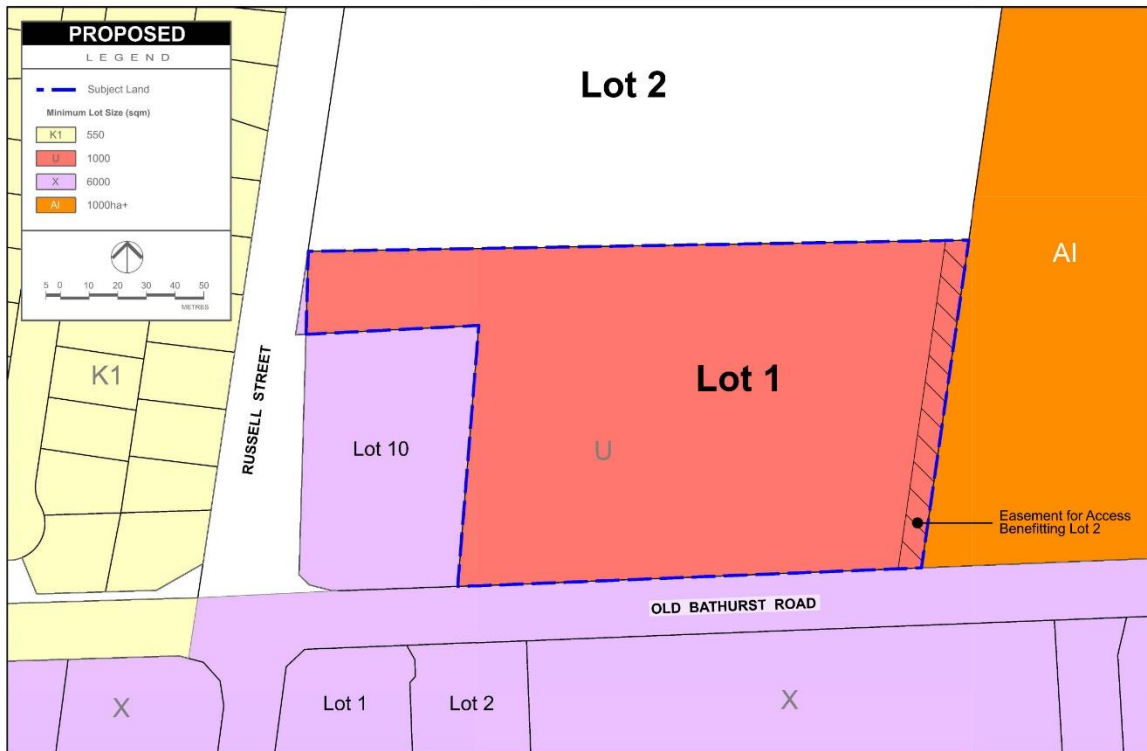 PROPOSED
LEGEND
Subject Land
Minimum Lot Size (sqm)
K1 550
U 1000
X 6000
AI 1000ha+
5 0 10 20 30 40 50
METRES
Lot 2
AI
K1
RUSSELL STREET
Lot 10
Lot 1
U
Easement for Access
Benefitting Lot 2
OLD BATHURST ROAD
X
Lot 1
Lot 2
X